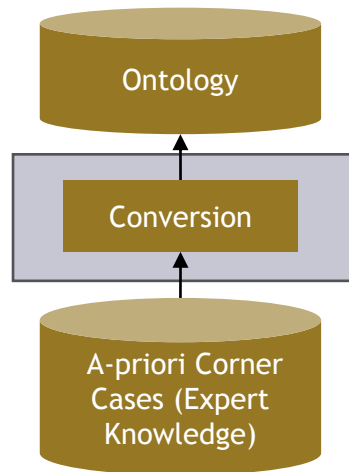 Ontology
Conversion
A-priori Corner
Cases (Expert
Knowledge)